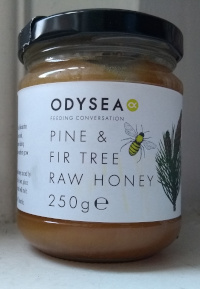 ODYSEA
FEEDING CONVERSATION
PINE &
FIR TREE
RAW HONEY
250g℮